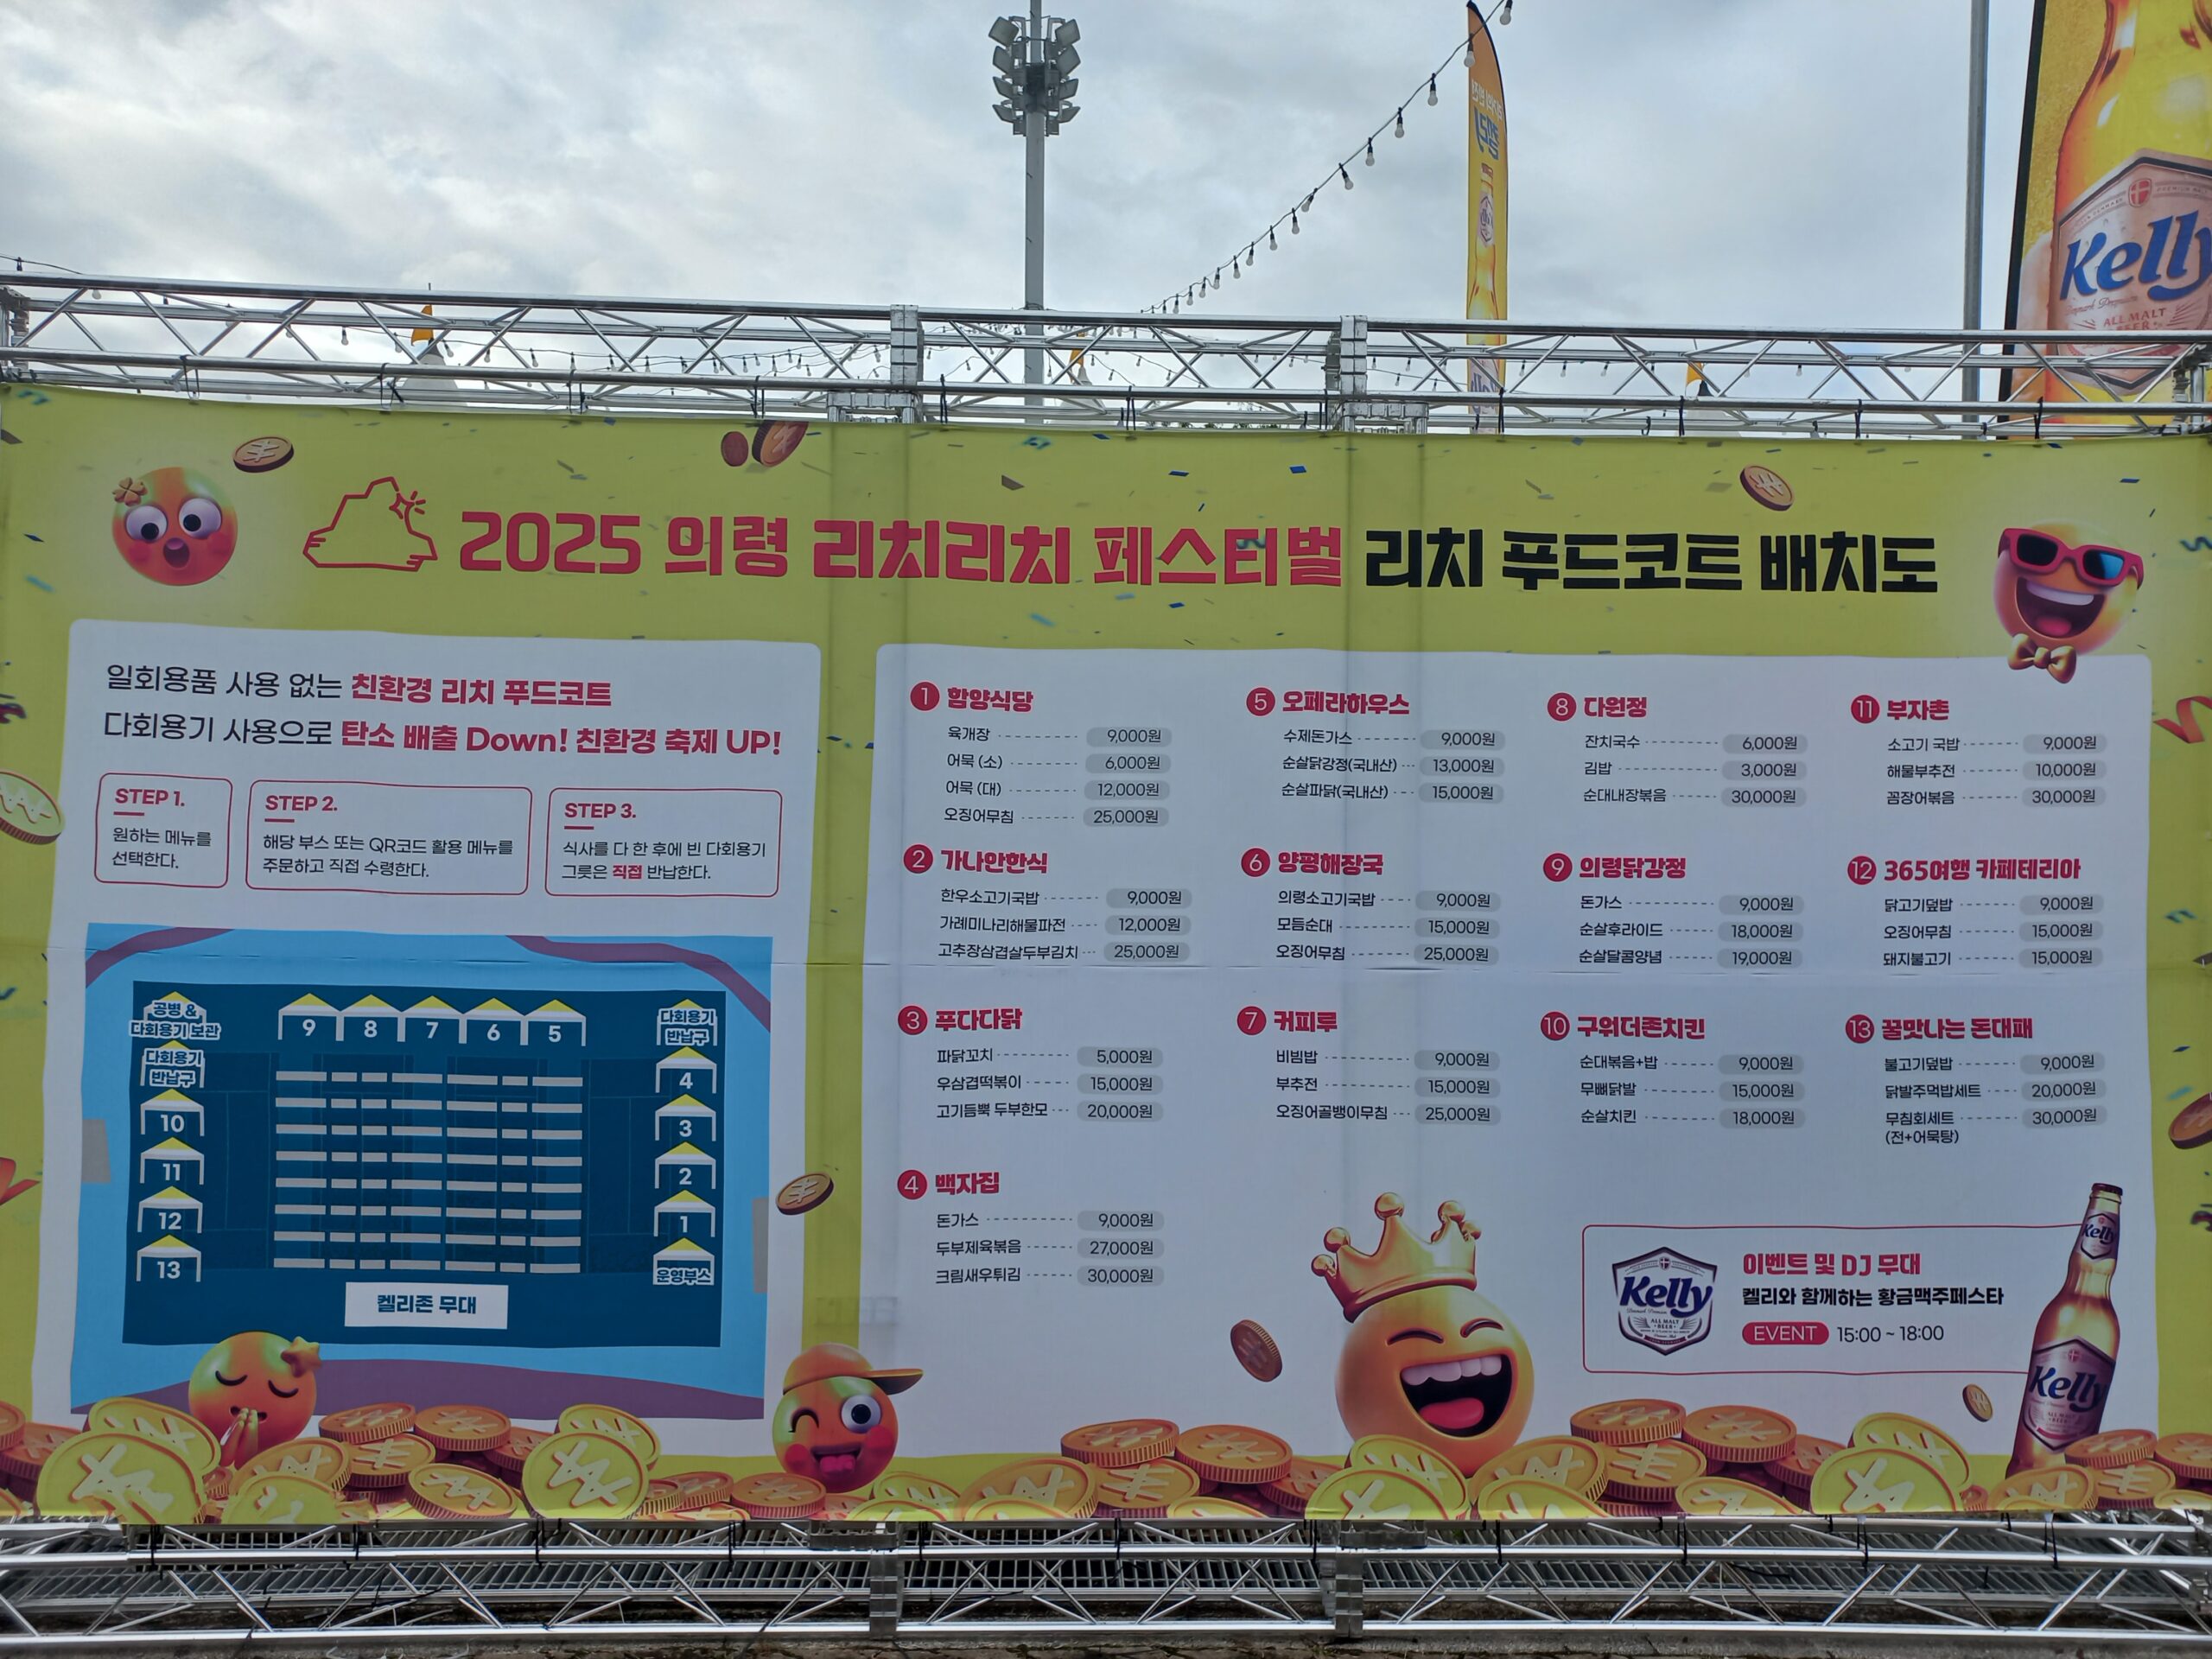 Kelly
ALL MALT
BEER
2025 의령 리치리치 페스티벌 리치 푸드코트 배치도
일회용품 사용 없는 친환경 리치 푸드코트
다회용기 사용으로 탄소 배출 Down! 친환경 축제 UP!
STEP 1.
원하는 메뉴를
선택한다.
STEP 2.
해당 부스 또는 QR코드 활용 메뉴를
주문하고 직접 수령한다.
STEP 3.
식사를 다 한 후에 빈 다회용기
그릇은 직접 반납한다.
공병 &
다회용기 보관
9 8 7 6 5
다회용기
반납구
다회용기
반납구
10
11
12
13
4
3
2
1
운영부스
켈리존 무대
1 함양식당
육개장 9,000원
어묵 (소) 6,000원
어묵 (대) 12,000원
오징어무침 25,000원
2 가나안한식
한우소고기국밥 9,000원
가례미나리해물파전 12,000원
고추장삼겹살두부김치 25,000원
3 푸다다닭
파닭꼬치 5,000원
우삼겹떡볶이 15,000원
고기듬뿍 두부한모 20,000원
4 백자집
돈가스 9,000원
두부제육볶음 27,000원
크림새우튀김 30,000원
5 오페라하우스
수제돈가스 9,000원
순살닭강정(국내산) 13,000원
순살파닭(국내산) 15,000원
6 양평해장국
의령소고기국밥 9,000원
모듬순대 15,000원
오징어무침 25,000원
7 커피루
비빔밥 9,000원
부추전 15,000원
오징어골뱅이무침 25,000원
8 다원정
잔치국수 6,000원
김밥 3,000원
순대내장볶음 30,000원
9 의령닭강정
돈가스 9,000원
순살후라이드 18,000원
순살달콤양념 19,000원
10 구워더존치킨
순대볶음+밥 9,000원
무뼈닭발 15,000원
순살치킨 18,000원
11 부자촌
소고기 국밥 9,000원
해물부추전 10,000원
꼼장어볶음 30,000원
12 365여행 카페테리아
닭고기덮밥 9,000원
오징어무침 15,000원
돼지불고기 15,000원
13 꿀맛나는 돈대패
불고기덮밥 9,000원
닭발주먹밥세트 20,000원
무침회세트 30,000원
(전+어묵탕)
Kelly
ALL MALT
BEER
이벤트 및 DJ 무대
켈리와 함께하는 황금맥주페스타
EVENT 15:00 ~ 18:00
Kelly
Kelly